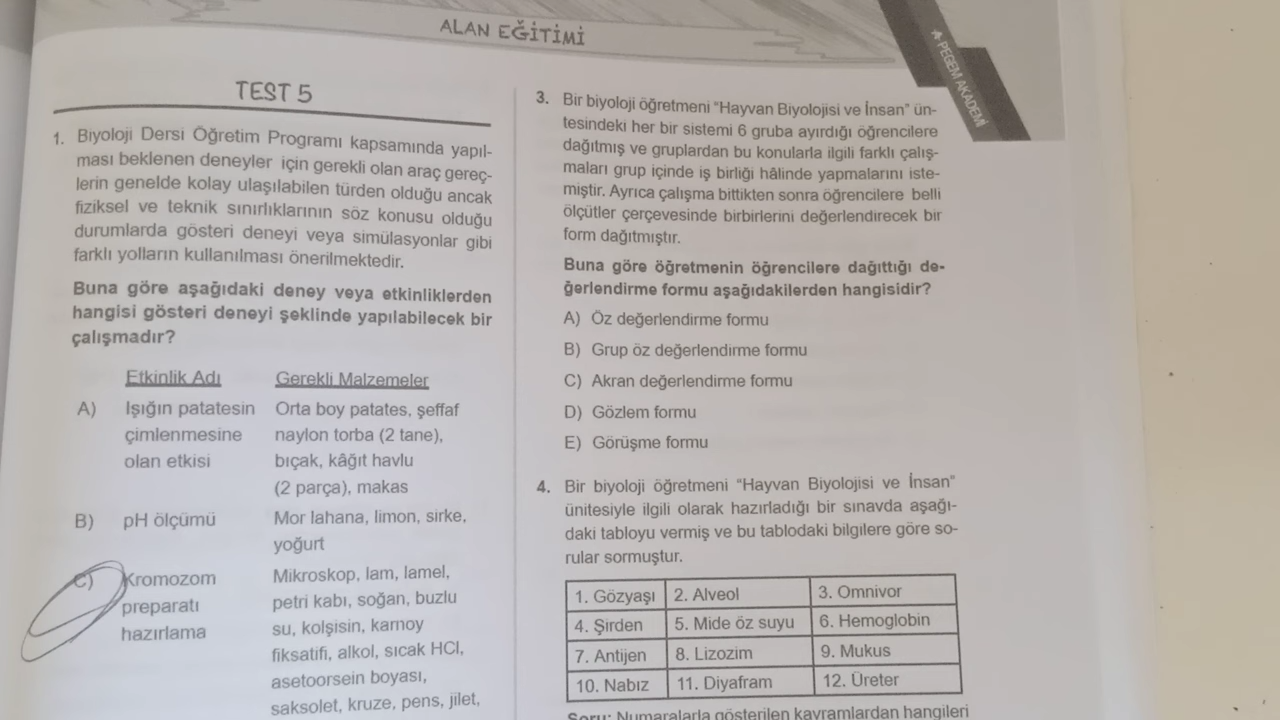 ALAN EĞİTİMİ
PEGEM AKADEMİ
TEST 5
1. Biyoloji Dersi Öğretim Programı kapsamında yapıl-
ması beklenen deneyler için gerekli olan araç gereç-
lerin genelde kolay ulaşılabilen türden olduğu ancak
fiziksel ve teknik sınırlıklarının söz konusu olduğu
durumlarda gösteri deneyi veya simülasyonlar gibi
farklı yolların kullanılması önerilmektedir.
Buna göre aşağıdaki deney veya etkinliklerden
hangisi gösteri deneyi şeklinde yapılabilecek bir
çalışmadır?
Etkinlik Adı Gerekli Malzemeler
A) Işığın patatesin Orta boy patates, şeffaf
çimlenmesine naylon torba (2 tane),
olan etkisi bıçak, kâğıt havlu
(2 parça), makas
B) pH ölçümü Mor lahana, limon, sirke,
yoğurt
C) Kromozom Mikroskop, lam, lamel,
preparatı petri kabı, soğan, buzlu
hazırlama su, kolşisin, karnoy
fiksatifi, alkol, sıcak HCl,
asetoorsein boyası,
saksolet, kruze, pens, jilet,
3. Bir biyoloji öğretmeni "Hayvan Biyolojisi ve İnsan" ün-
tesindeki her bir sistemi 6 gruba ayırdığı öğrencilere
dağıtmış ve gruplardan bu konularla ilgili farklı çalış-
maları grup içinde iş birliği hâlinde yapmalarını iste-
miştir. Ayrıca çalışma bittikten sonra öğrencilere belli
ölçütler çerçevesinde birbirlerini değerlendirecek bir
form dağıtmıştır.
Buna göre öğretmenin öğrencilere dağıttığı de-
ğerlendirme formu aşağıdakilerden hangisidir?
A) Öz değerlendirme formu
B) Grup öz değerlendirme formu
C) Akran değerlendirme formu
D) Gözlem formu
E) Görüşme formu
4. Bir biyoloji öğretmeni "Hayvan Biyolojisi ve İnsan"
ünitesiyle ilgili olarak hazırladığı bir sınavda aşağı-
daki tabloyu vermiş ve bu tablodaki bilgilere göre so-
rular sormuştur.
1. Gözyaşı 2. Alveol 3. Omnivor
4. Şirden 5. Mide öz suyu 6. Hemoglobin
7. Antijen 8. Lizozim 9. Mukus
10. Nabız 11. Diyafram 12. Üreter
Soru: Numaralarla gösterilen kavramlardan hangileri